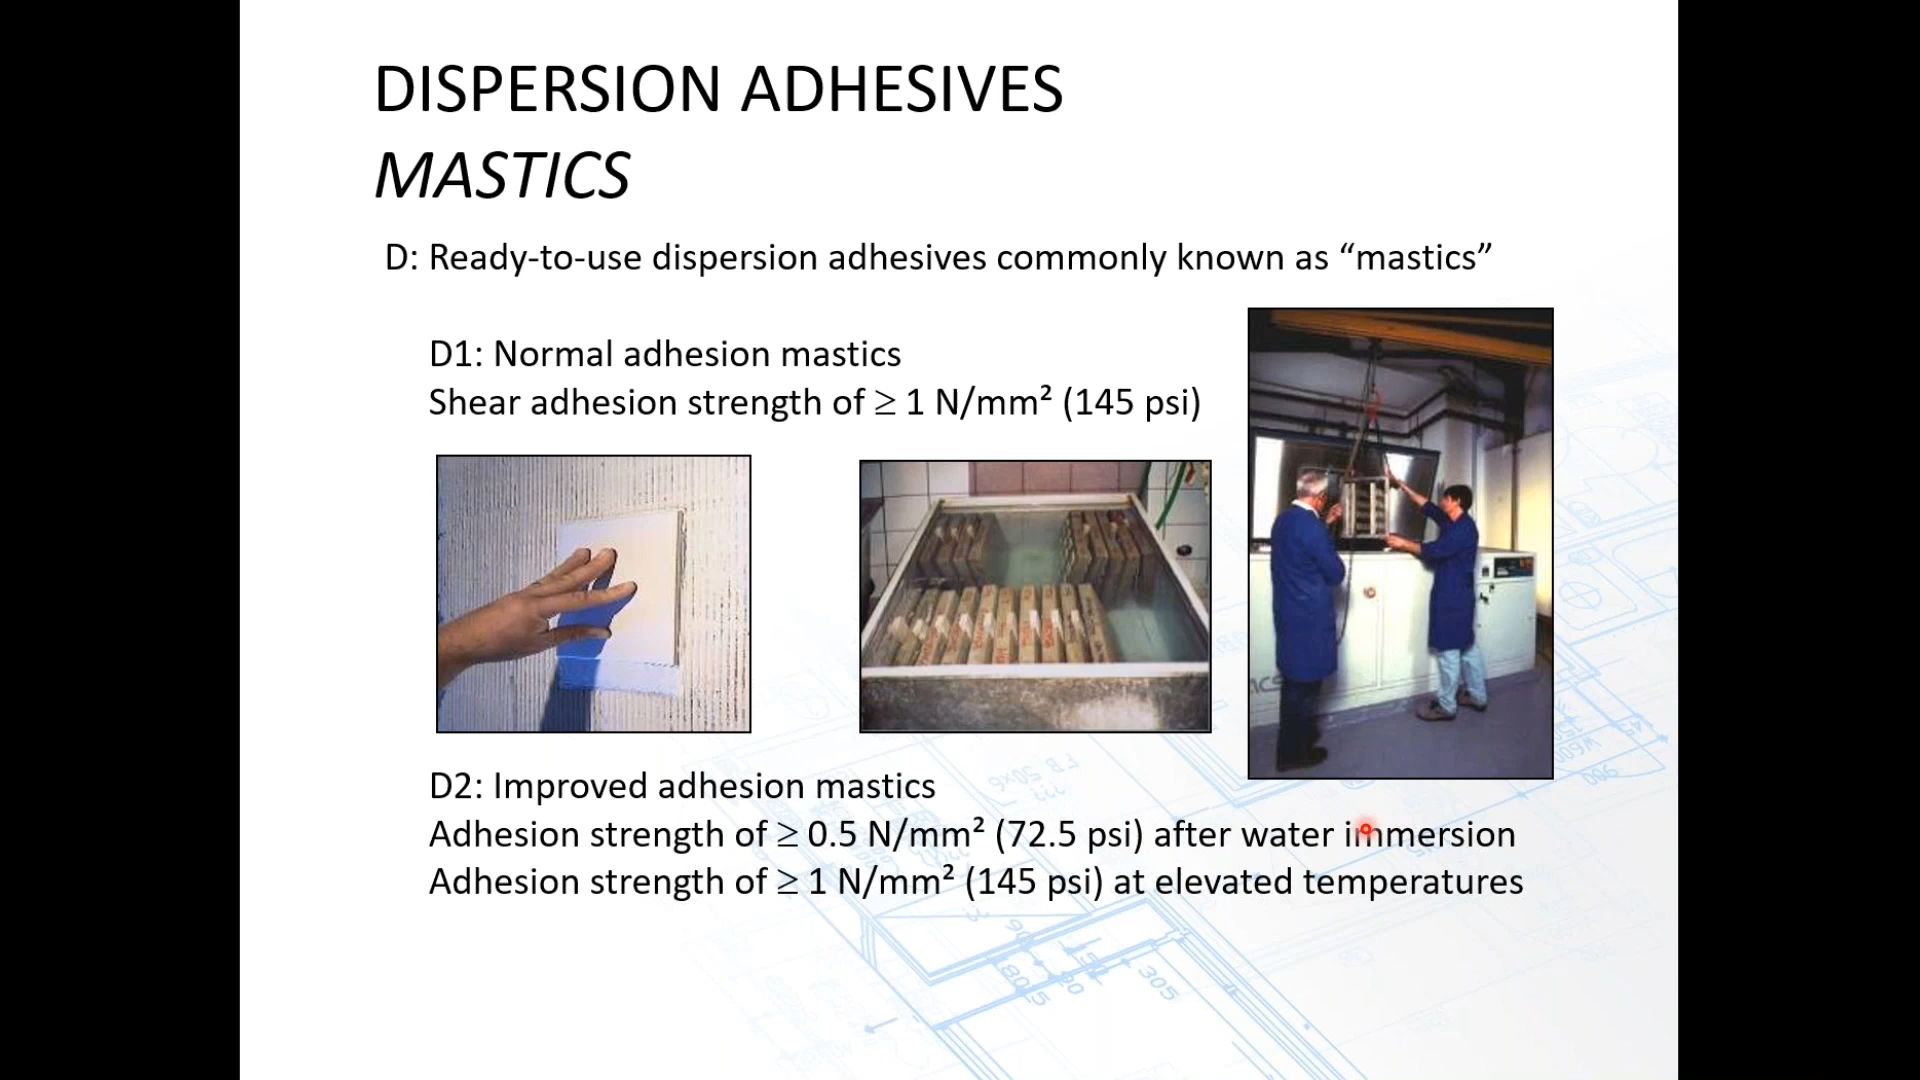 DISPERSION ADHESIVES
MASTICS
D: Ready-to-use dispersion adhesives commonly known as “mastics”
D1: Normal adhesion mastics
Shear adhesion strength of ≥ 1 N/mm² (145 psi)
D2: Improved adhesion mastics
Adhesion strength of ≥ 0.5 N/mm² (72.5 psi) after water immersion
Adhesion strength of ≥ 1 N/mm² (145 psi) at elevated temperatures
305